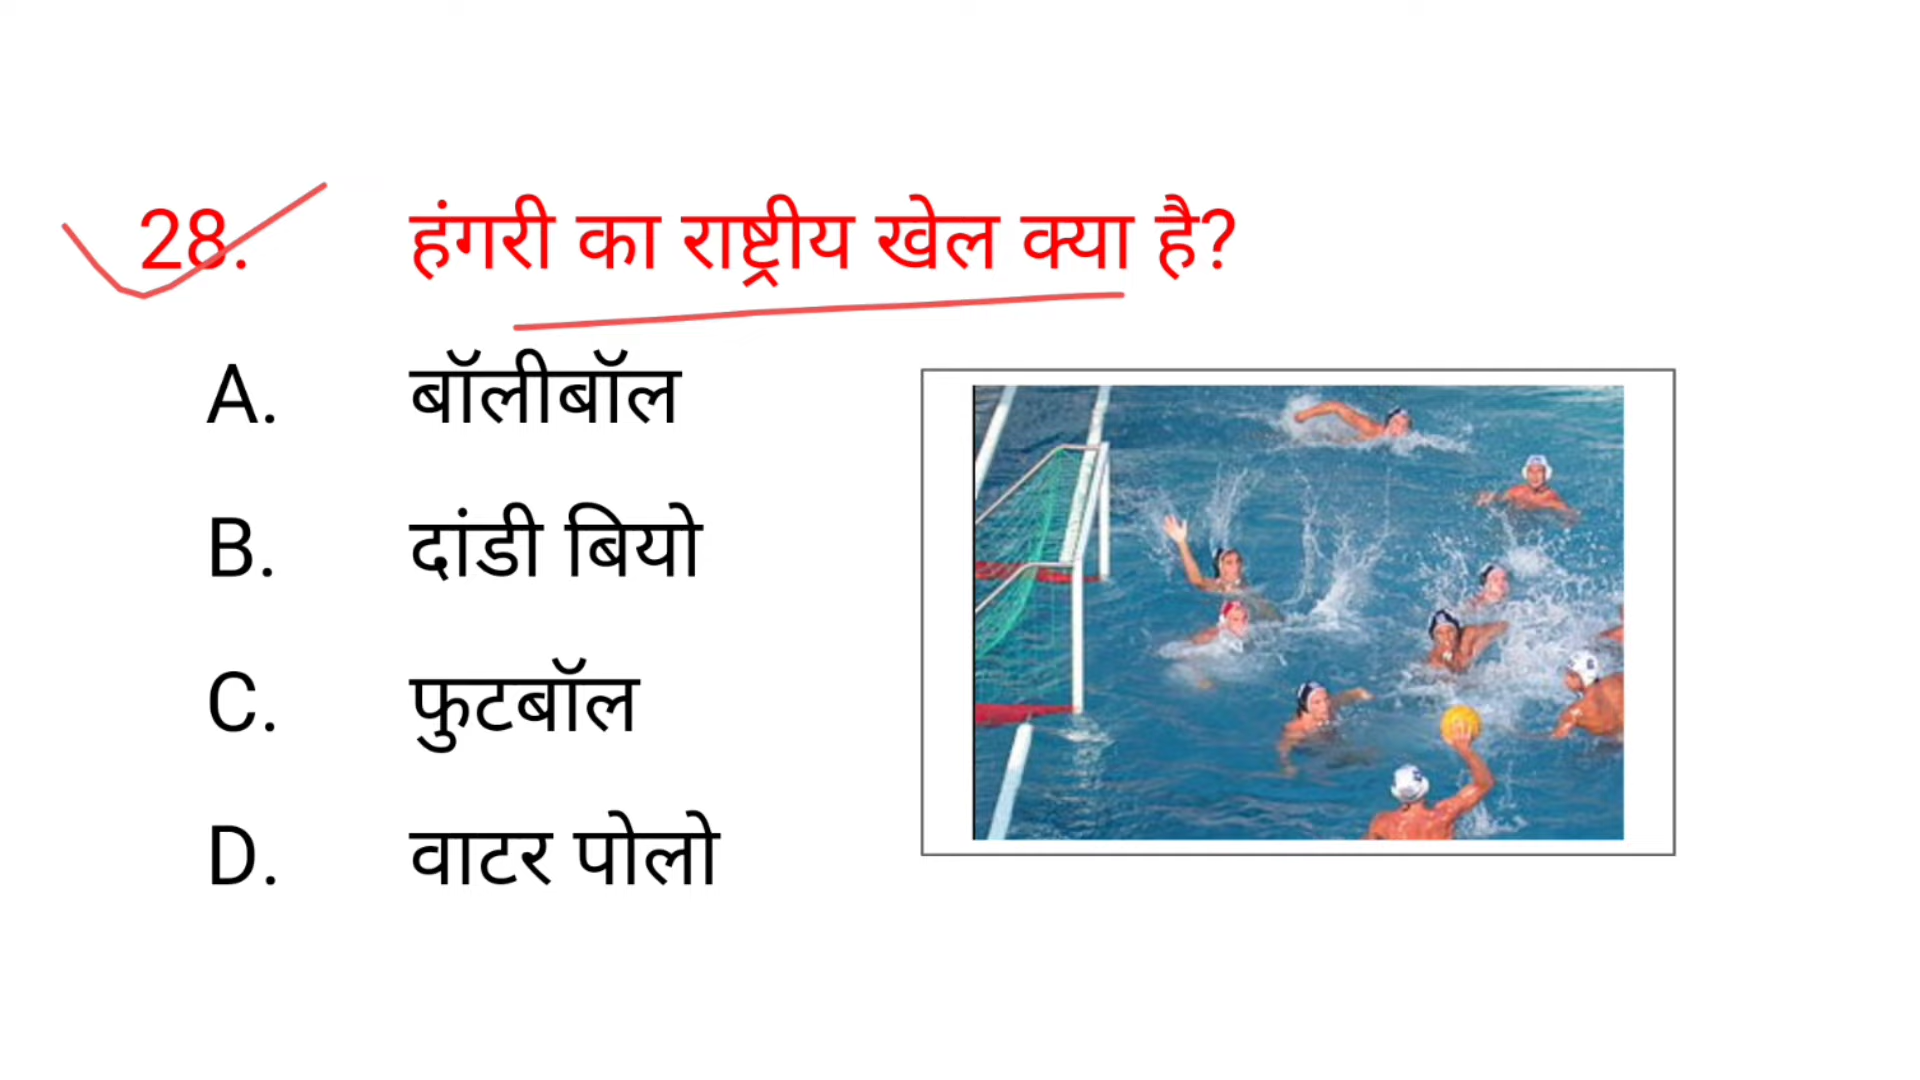 28. हंगरी का राष्ट्रीय खेल क्या है?
A. बॉलीबॉल
B. दांडी बियो
C. फुटबॉल
D. वाटर पोलो